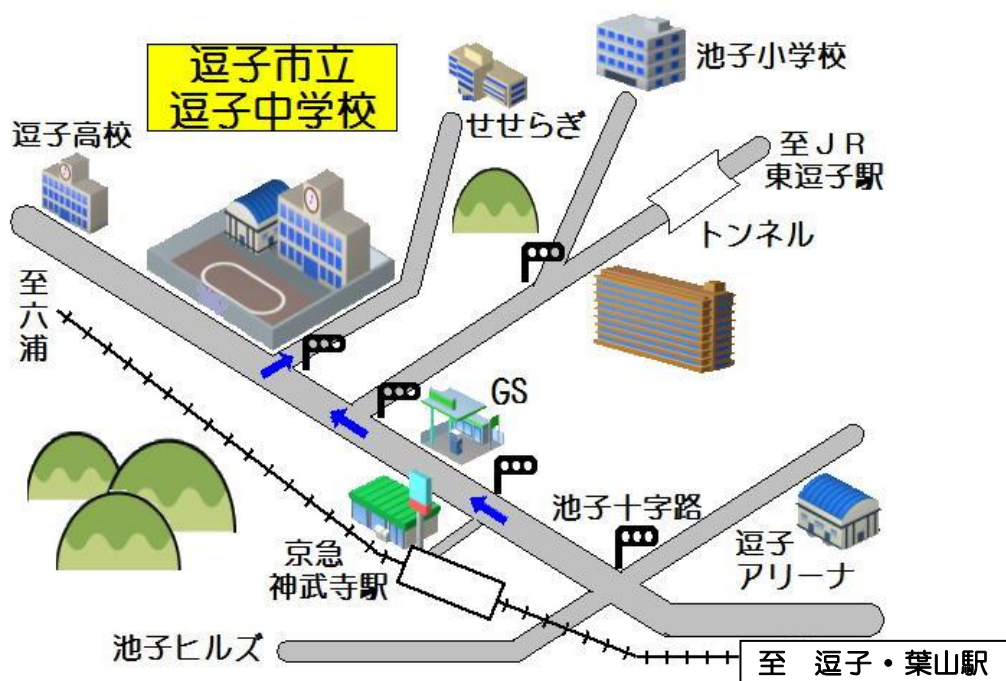 逗子市立
逗子中学校
池子小学校
せせらぎ
逗子高校
至JR
東逗子駅
トンネル
至六浦
GS
池子十字路
逗子
アリーナ
京急
神武寺駅
池子ヒルズ
至 逗子・葉山駅